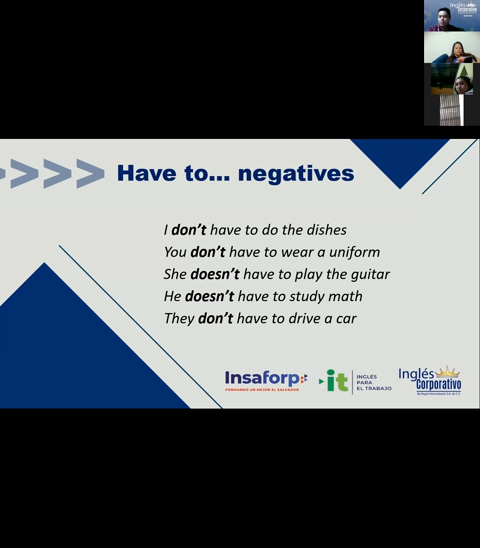 Inglés
Corporativo
>>>> Have to... negatives
I don't have to do the dishes
You don't have to wear a uniform
She doesn't have to play the guitar
He doesn't have to study math
They don't have to drive a car
Insaforp
FORMANDO UN MEJOR EL SALVADOR
it
INGLÉS
PARA
EL TRABAJO
Inglés
Corporativo